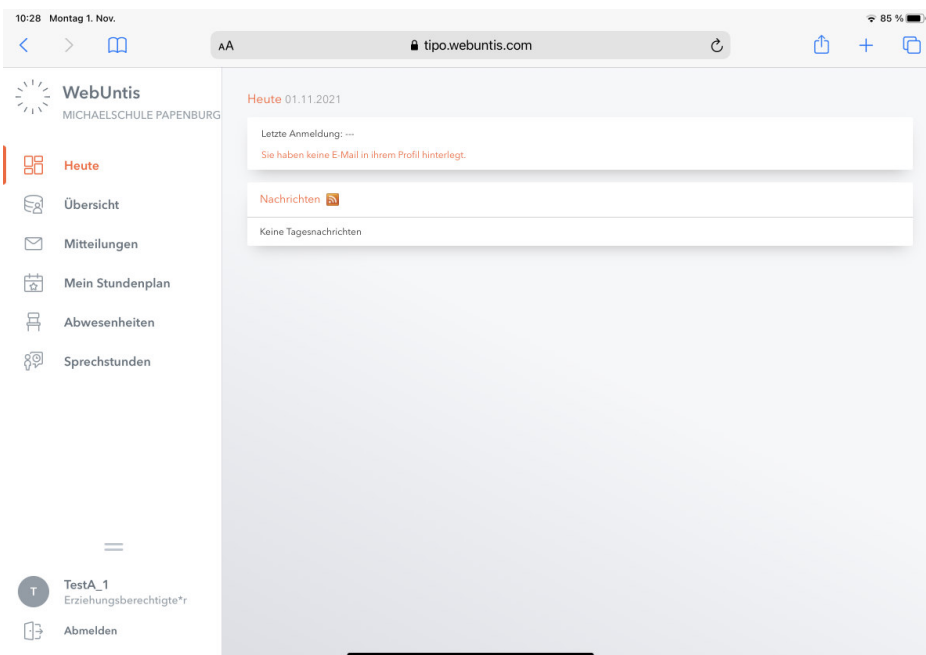 10:28 Montag 1. Nov.
85 %
AA
tipo.webuntis.com
WebUntis
MICHAELSCHULE PAPENBURG
Heute
Übersicht
Mitteilungen
Mein Stundenplan
Abwesenheiten
Sprechstunden
T
TestA_1
Erziehungsberechtigte*r
Abmelden
Heute 01.11.2021
Letzte Anmeldung: ---
Sie haben keine E-Mail in ihrem Profil hinterlegt.
Nachrichten
Keine Tagesnachrichten